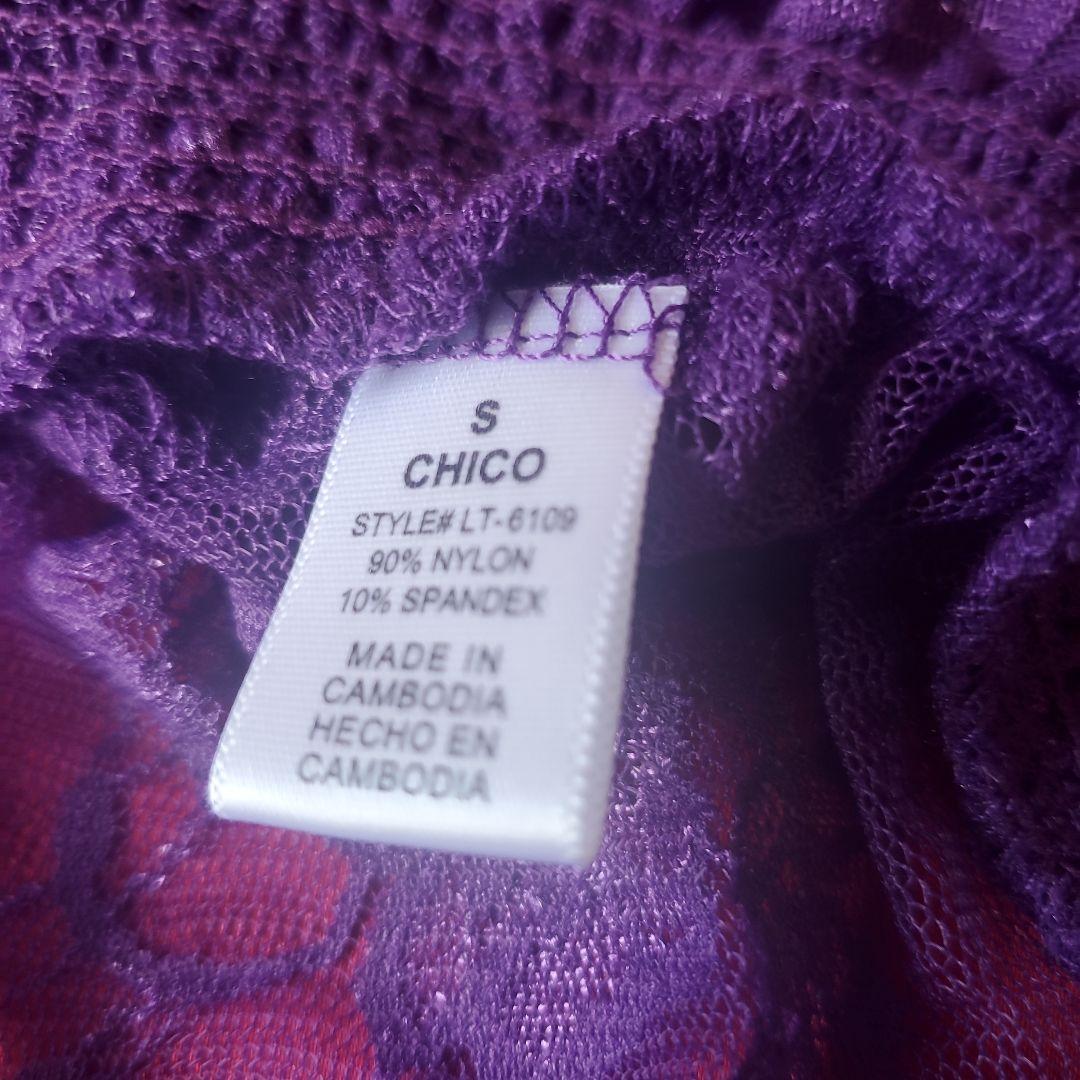 S
CHICO
STYLE# LT-6109
90% NYLON
10% SPANDEX
MADE IN
CAMBODIA
HECHO EN
CAMBODIA